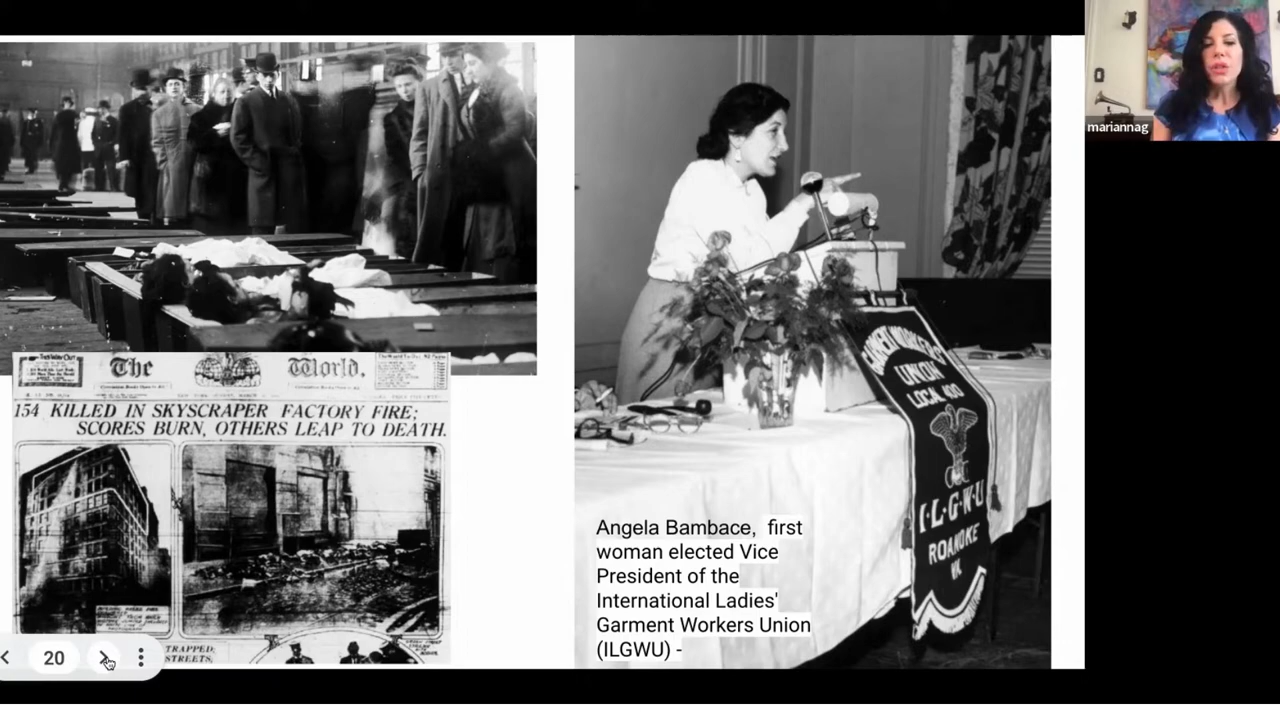 The World.
154 KILLED IN SKYSCRAPER FACTORY FIRE;
SCORES BURN, OTHERS LEAP TO DEATH.
TRAPPED;
STREETS;
20
GARMENT WORKERS
UNION
LOCAL 400
I·L·G·W·U
ROANOKE
VA.
Angela Bambace, first
woman elected Vice
President of the
International Ladies'
Garment Workers Union
(ILGWU) -
mariannag